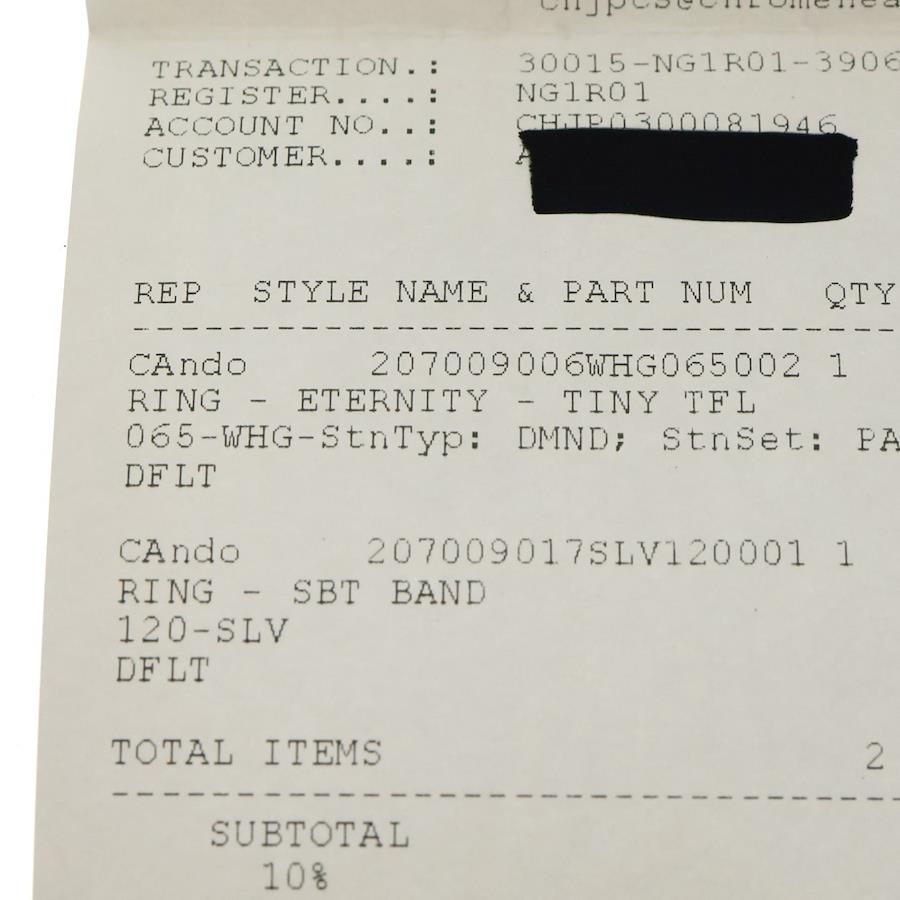 TRANSACTION.: 30015-NG1R01-3906
REGISTER....: NG1R01
ACCOUNT NO..: CHJP0300081946
CUSTOMER....: A
REP STYLE NAME & PART NUM QTY
CAndo 207009006WHG065002 1
RING - ETERNITY - TINY TFL
065-WHG-StnTyp: DMND; StnSet: PA
DFLT
CAndo 207009017SLV120001 1
RING - SBT BAND
120-SLV
DFLT
TOTAL ITEMS 2
SUBTOTAL
10%